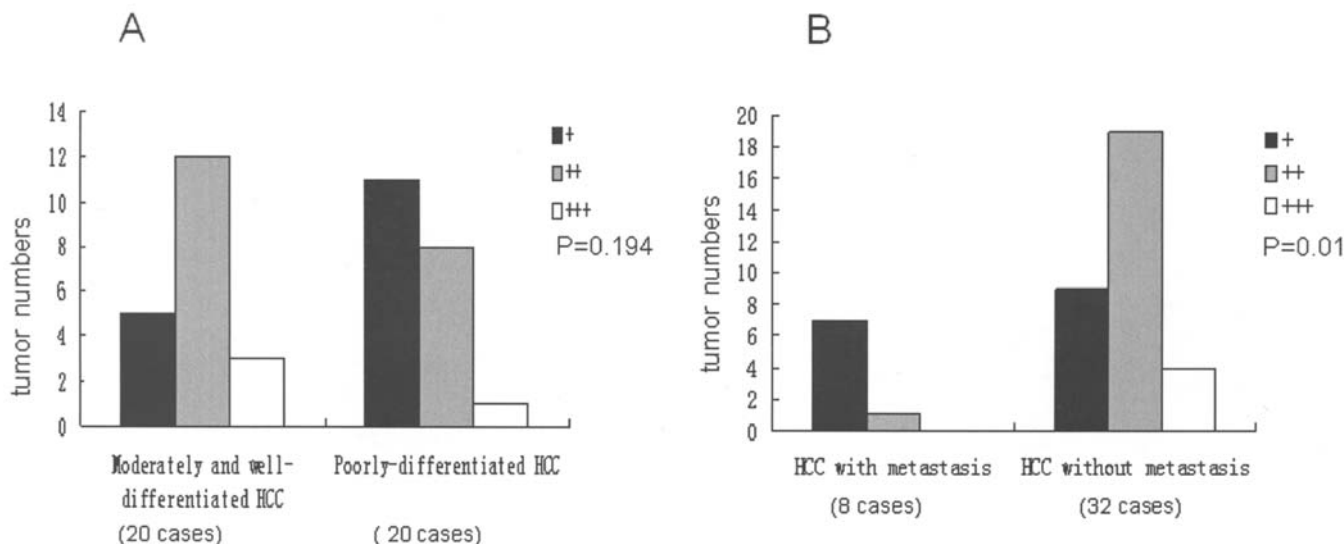 A
14
12
10
8
6
4
2
0
tumor numbers
+
++
+++
P=0.194
Moderately and well-
differentiated HCC
(20 cases)
Poorly-differentiated HCC
( 20 cases)
B
20
18
16
14
12
10
8
6
4
2
0
tumor numbers
+
++
+++
P=0.01
HCC with metastasis
(8 cases)
HCC without metastasis
(32 cases)